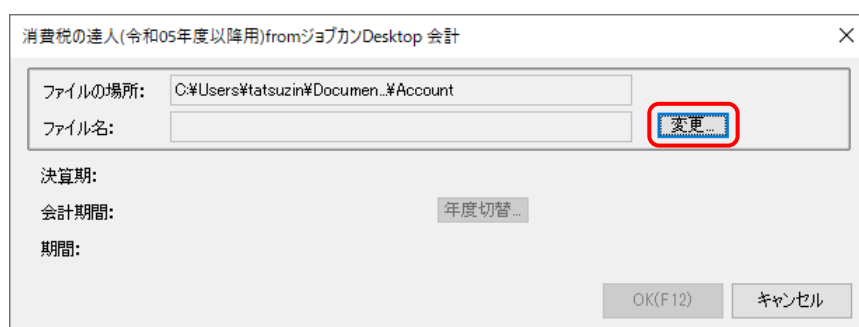 消費税の達人(令和05年度以降用)fromジョブカンDesktop 会計
ファイルの場所: C:¥Users¥tatsuzin¥Documen...¥Account
ファイル名: 変更...
決算期:
会計期間: 年度切替...
期間:
OK(F12) キャンセル